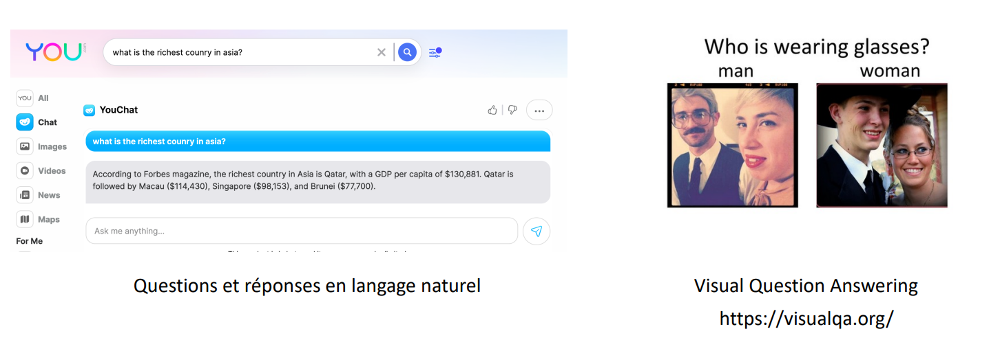 YOU.com
what is the richest counry in asia?
YOU All
Chat
Images
Videos
News
Maps
For Me
YouChat
what is the richest counry in asia?
According to Forbes magazine, the richest country in Asia is Qatar, with a GDP per capita of $130,881. Qatar is
followed by Macau ($114,430), Singapore ($98,153), and Brunei ($77,700).
Ask me anything...
Questions et réponses en langage naturel
Who is wearing glasses?
man woman
Visual Question Answering
https://visualqa.org/